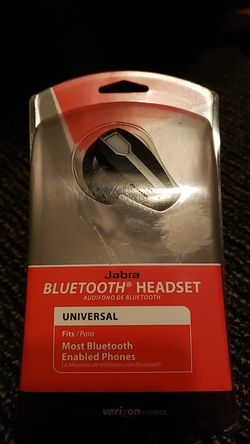 Jabra
BLUETOOTH® HEADSET
AUDÍFONO DE BLUETOOTH
UNIVERSAL
Fits / Para
Most Bluetooth
Enabled Phones
La Mayoría de teléfonos con Bluetooth
verizon wireless